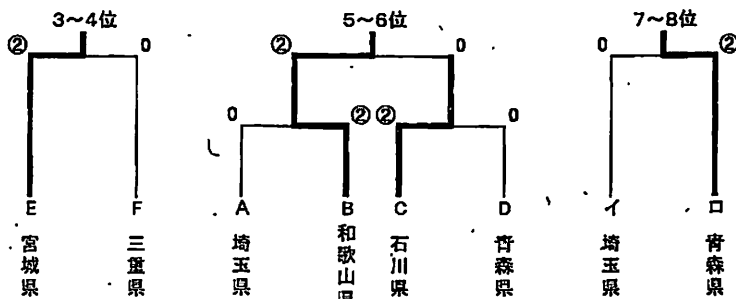 3〜4位
5〜6位
7〜8位
② 0
② 0
0 ②
0 ② ② 0
E F A B C D イ ロ
宮城県
三重県
埼玉県
和歌山県
石川県
青森県
埼玉県
青森県